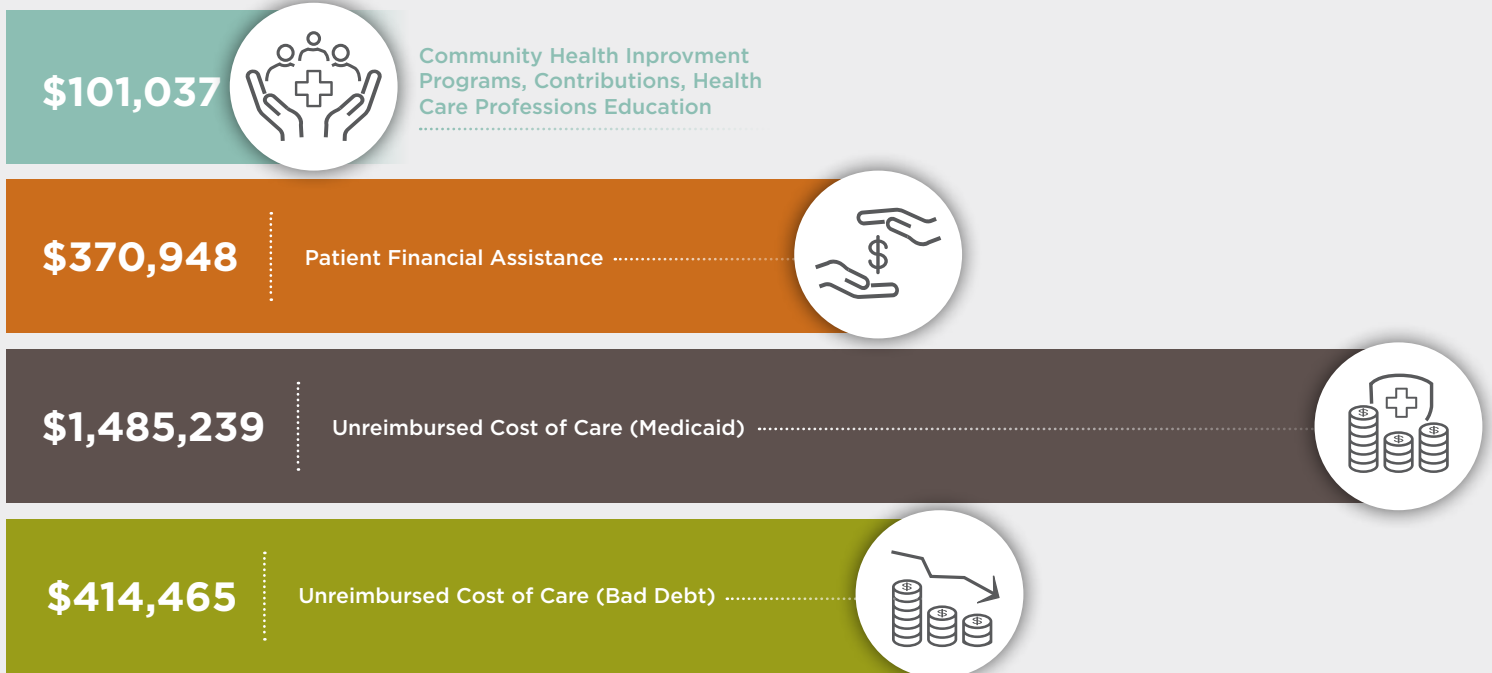 $101,037
Community Health Inprovment
Programs, Contributions, Health
Care Professions Education
$370,948
Patient Financial Assistance
$
$1,485,239
Unreimbursed Cost of Care (Medicaid)
$ $ $
$414,465
Unreimbursed Cost of Care (Bad Debt)
$ $ $